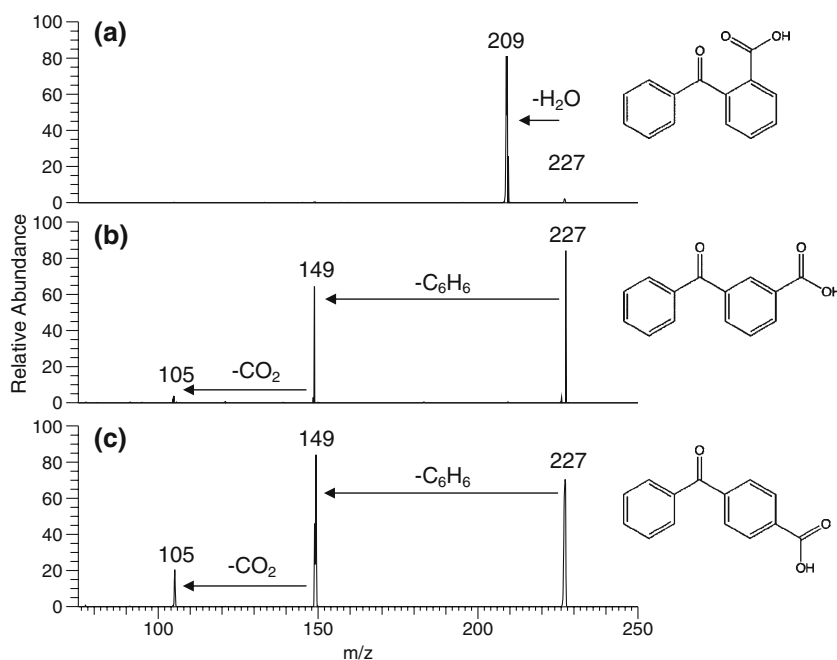 (a)
100
80
60
40
20
0
209
-H₂O
227
O
O
OH
(b)
100
80
60
40
20
0
149
-C₆H₆
227
105
-CO₂
O
O
OH
Relative Abundance
(c)
100
80
60
40
20
0
149
-C₆H₆
227
105
-CO₂
O
O
OH
100
150
200
250
m/z